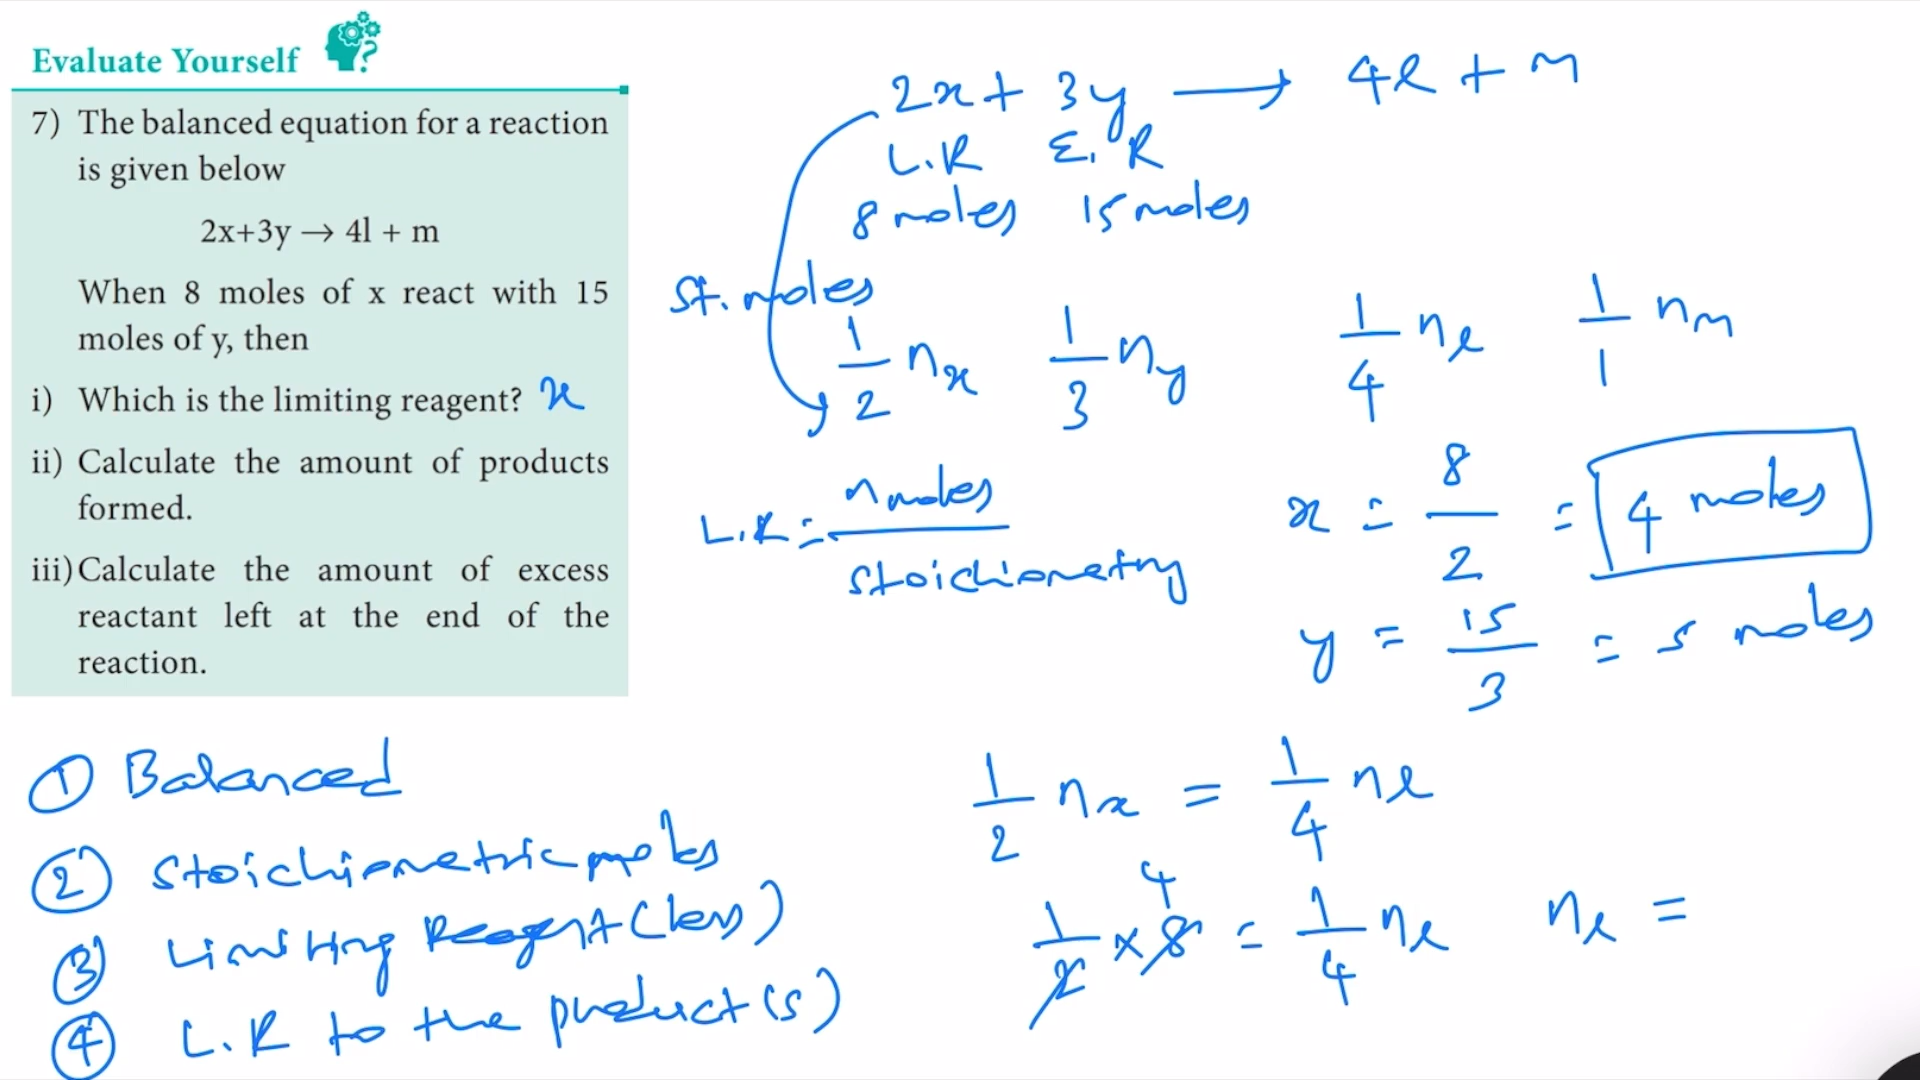 Evaluate Yourself
?
7) The balanced equation for a reaction
is given below
2x+3y → 4l + m
When 8 moles of x react with 15
moles of y, then
i) Which is the limiting reagent? x
ii) Calculate the amount of products
formed.
iii) Calculate the amount of excess
reactant left at the end of the
reaction.
2x + 3y → 4l + m
L.R E.R
8 moles 15 moles
St. moles
1/2 nx 1/3 ny 1/4 nl 1/1 nm
L.R = n moles / stoichiometry
x = 8/2 = 4 moles
y = 15/3 = 5 moles
① Balanced
② Stoichiometric moles
③ Limiting Reagent (less)
④ L.R to the product(s)
1/2 nx = 1/4 nl
1/2 × 8 = 1/4 nl nl =
4